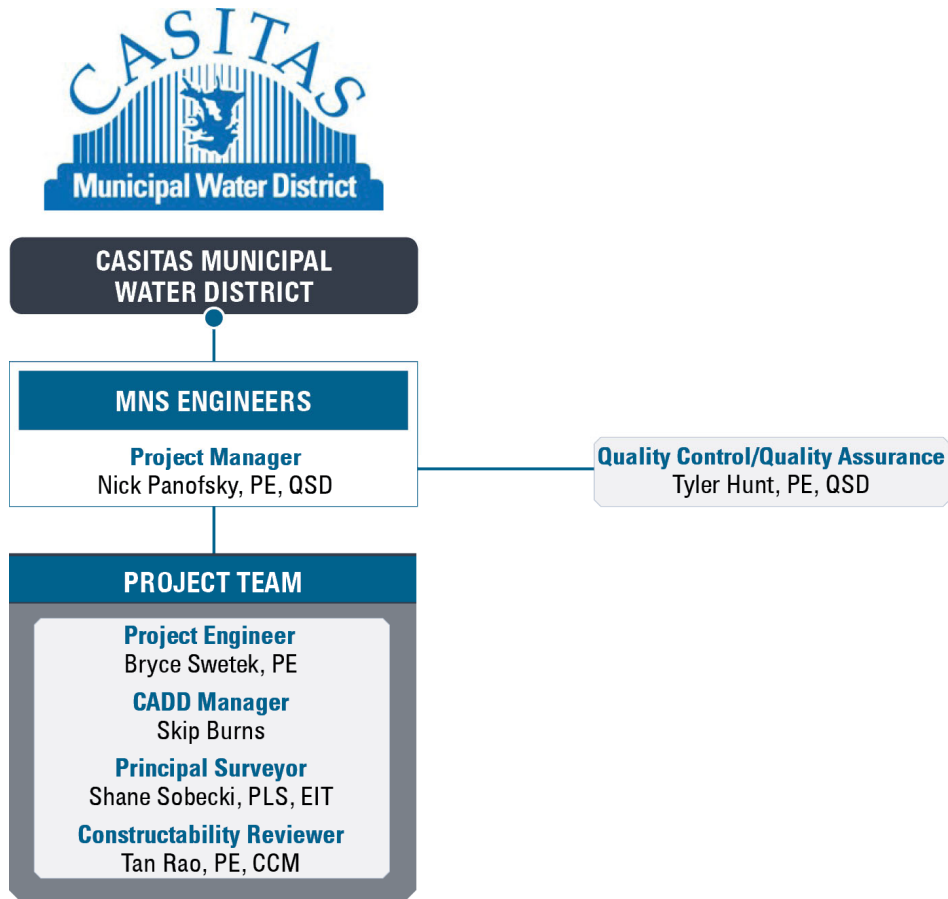 CASITAS
Municipal Water District
CASITAS MUNICIPAL
WATER DISTRICT
MNS ENGINEERS
Project Manager
Nick Panofsky, PE, QSD
Quality Control/Quality Assurance
Tyler Hunt, PE, QSD
PROJECT TEAM
Project Engineer
Bryce Swetek, PE
CADD Manager
Skip Burns
Principal Surveyor
Shane Sobecki, PLS, EIT
Constructability Reviewer
Tan Rao, PE, CCM